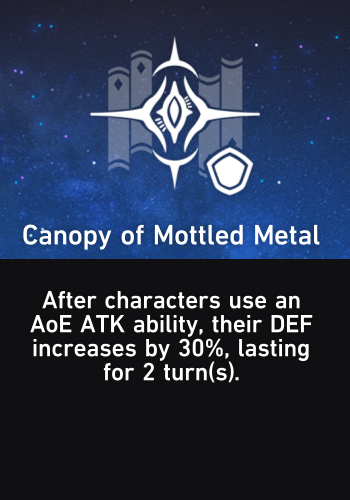 Canopy of Mottled Metal
After characters use an
AoE ATK ability, their DEF
increases by 30%, lasting
for 2 turn(s).